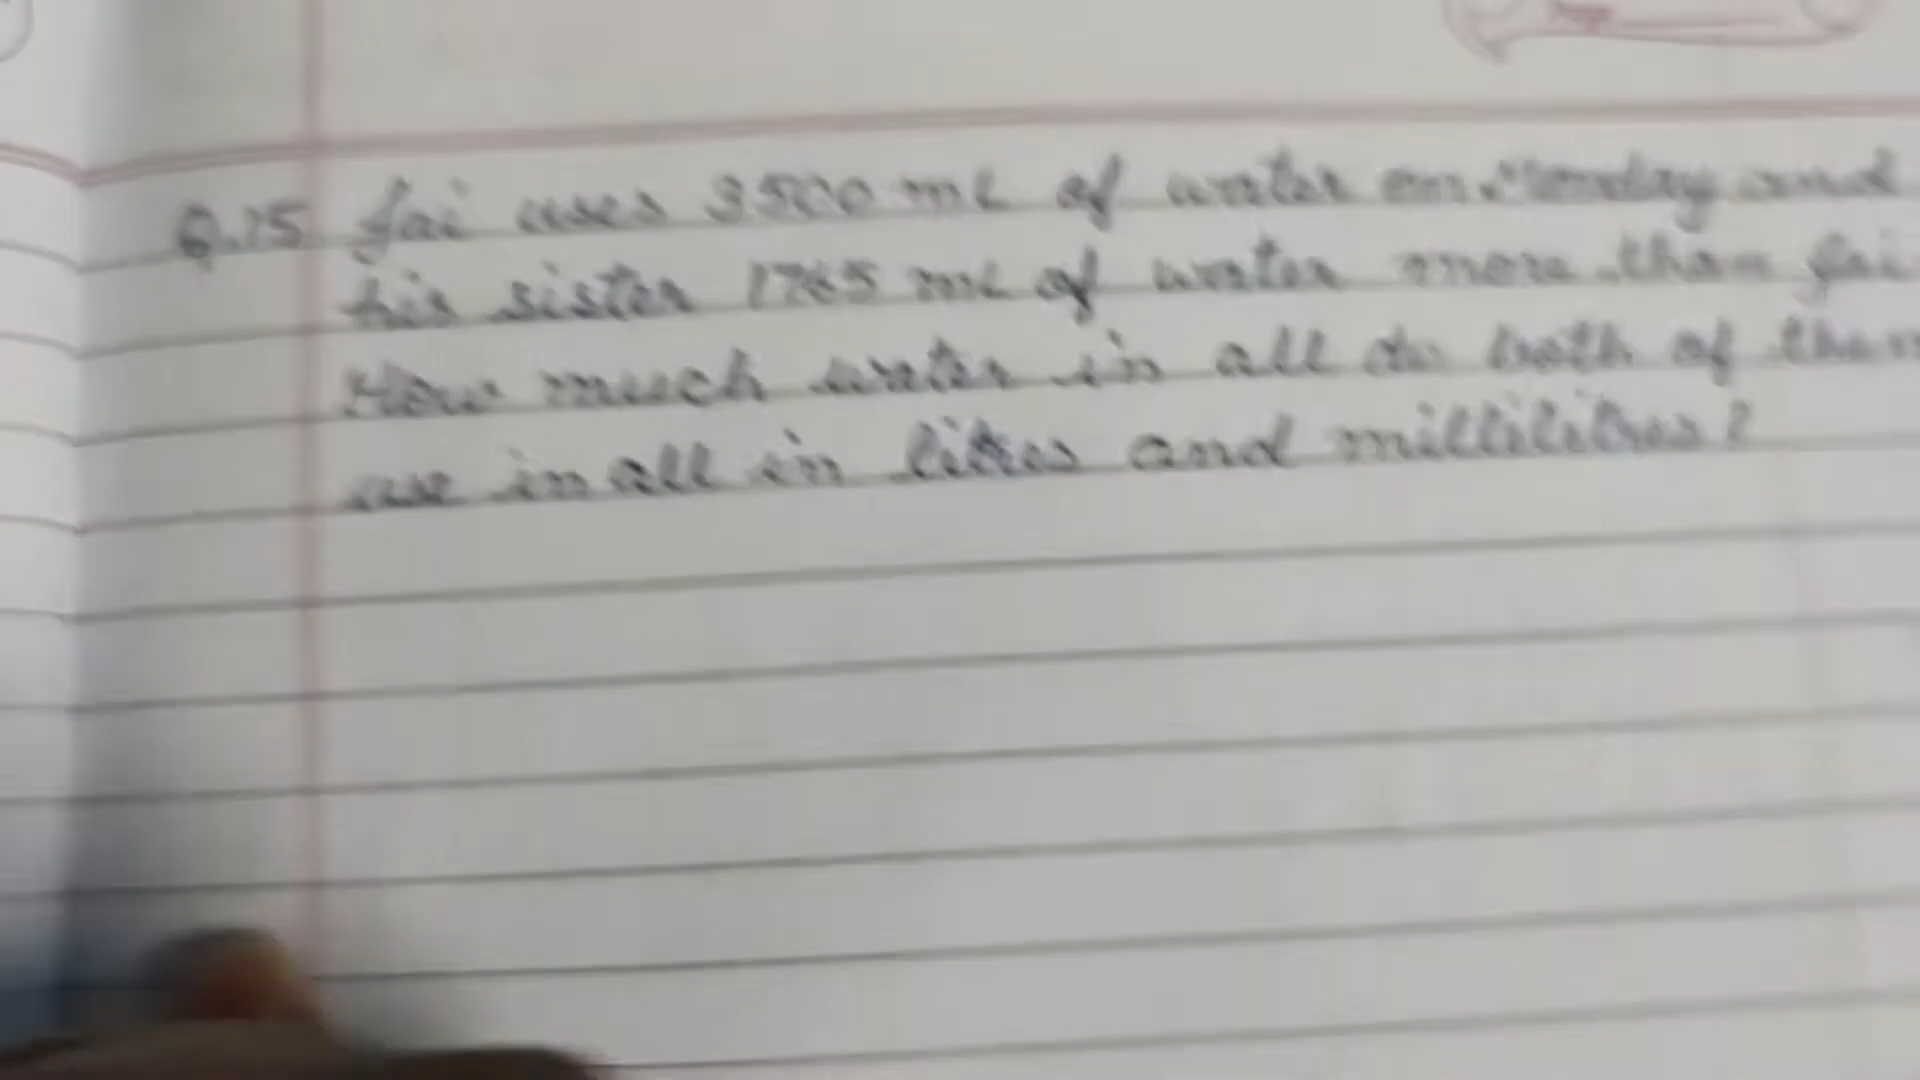 Q.15 Jai uses 3500 mL of water on Monday and
his sister 1765 mL of water more than Jai.
How much water in all do both of them
use in all in litres and millilitres?